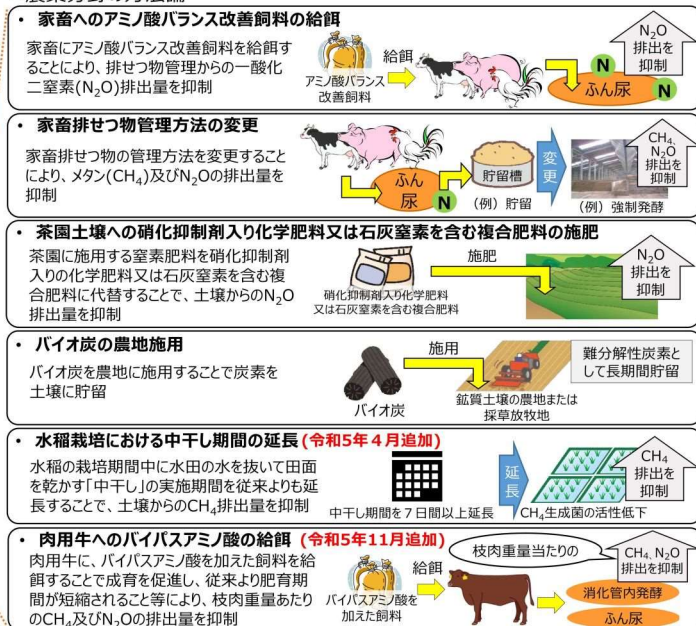 ・ 家畜へのアミノ酸バランス改善飼料の給餌
家畜にアミノ酸バランス改善飼料を給餌す
ることにより、排せつ物管理からの一酸化
二窒素(N₂O)排出量を抑制
アミノ酸バランス
改善飼料
給餌
N
ふん尿
N
N₂O
排出を
抑制
・ 家畜排せつ物管理方法の変更
家畜排せつ物の管理方法を変更すること
により、メタン(CH₄)及びN₂Oの排出量を
抑制
ふん
尿
N
貯留槽
(例）貯留
変
更
(例）強制発酵
CH₄,
N₂O
排出を
抑制
・ 茶園土壌への硝化抑制剤入り化学肥料又は石灰窒素を含む複合肥料の施肥
茶園に施用する窒素肥料を硝化抑制剤
入りの化学肥料又は石灰窒素を含む複
合肥料に代替することで、土壌からのN₂O
排出量を抑制
硝化抑制剤入り化学肥料
又は石灰窒素を含む複合肥料
施肥
N₂O
排出を
抑制
・ バイオ炭の農地施用
バイオ炭を農地に施用することで炭素を
土壌に貯留
バイオ炭
施用
鉱質土壌の農地または
採草放牧地
難分解性炭素と
して長期間貯留
・ 水稲栽培における中干し期間の延長 (令和5年４月追加)
水稲の栽培期間中に水田の水を抜いて田面
を乾かす「中干し」の実施期間を従来よりも延
長することで、土壌からのCH₄排出量を抑制
中干し期間を７日間以上延長
延
長
CH₄生成菌の活性低下
CH₄
排出を
抑制
・ 肉用牛へのバイパスアミノ酸の給餌 (令和5年11月追加)
肉用牛に、バイパスアミノ酸を加えた飼料を給
餌することで成育を促進し、従来より肥育期
間が短縮されること等により、枝肉重量あたり
のCH₄及びN₂Oの排出量を抑制
バイパスアミノ酸を
加えた飼料
給餌
枝肉重量当たりの
CH₄, N₂O
排出を抑制
消化管内発酵
ふん尿